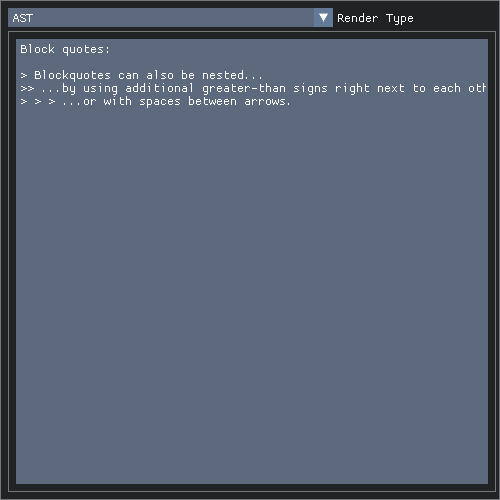 AST
Render Type
Block quotes:
> Blockquotes can also be nested...
>> ...by using additional greater-than signs right next to each oth
> > > ...or with spaces between arrows.